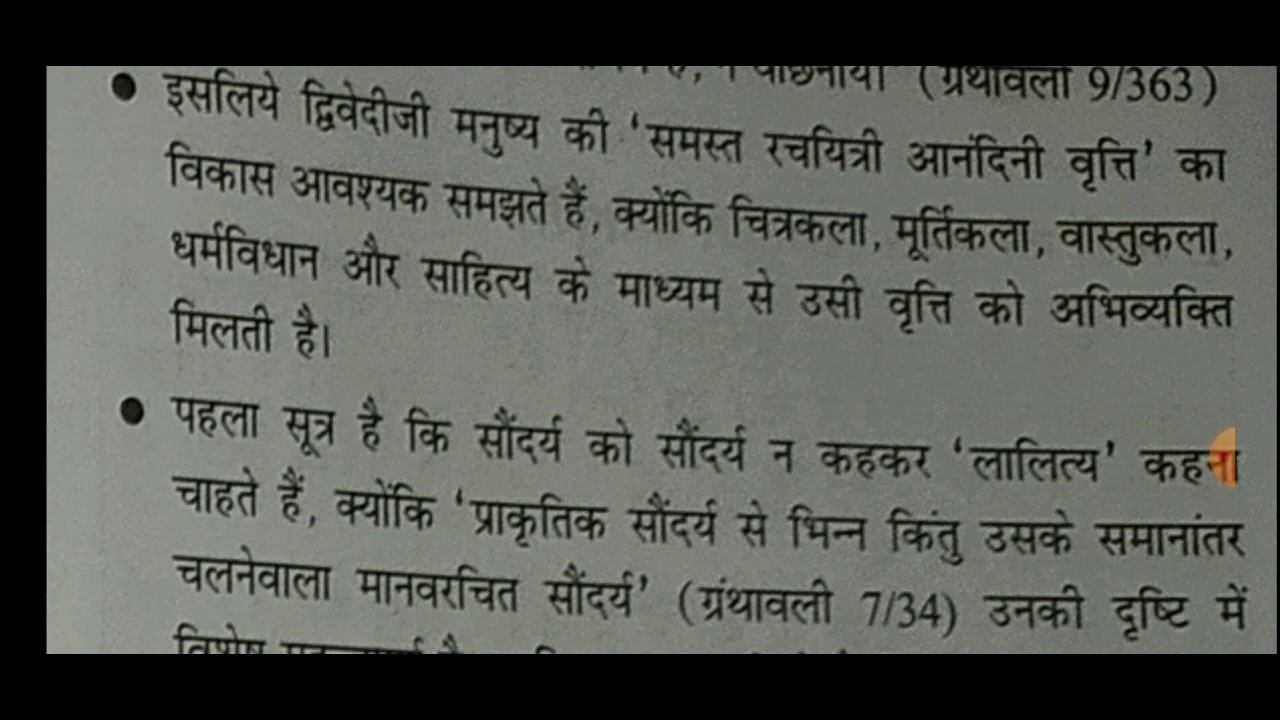 (ग्रंथावली 9/363)
• इसलिये द्विवेदीजी मनुष्य की ‘समस्त रचयित्री आनंदिनी वृत्ति’ का
विकास आवश्यक समझते हैं, क्योंकि चित्रकला, मूर्तिकला, वास्तुकला,
धर्मविधान और साहित्य के माध्यम से उसी वृत्ति को अभिव्यक्ति
मिलती है।
• पहला सूत्र है कि सौंदर्य को सौंदर्य न कहकर ‘लालित्य’ कहना
चाहते हैं, क्योंकि ‘प्राकृतिक सौंदर्य से भिन्न किंतु उसके समानांतर
चलनेवाला मानवरचित सौंदर्य’ (ग्रंथावली 7/34) उनकी दृष्टि में